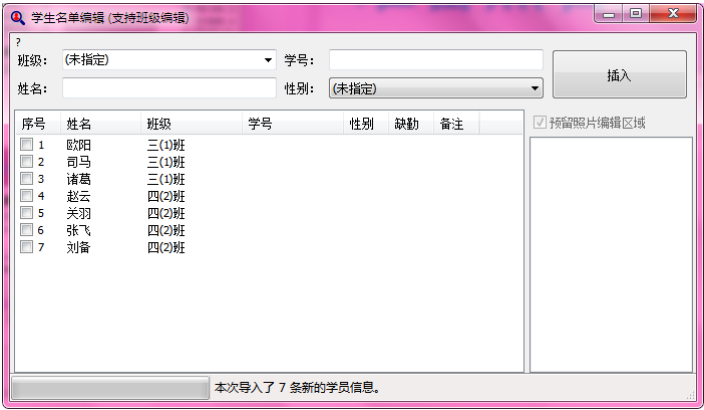 学生名单编辑 (支持班级编辑)
?
班级: (未指定) 学号:
姓名: 性别: (未指定)
插入
序号 姓名 班级 学号 性别 缺勤 备注
预留照片编辑区域
1 欧阳 三(1)班
2 司马 三(1)班
3 诸葛 三(1)班
4 赵云 四(2)班
5 关羽 四(2)班
6 张飞 四(2)班
7 刘备 四(2)班
本次导入了 7 条新的学员信息。